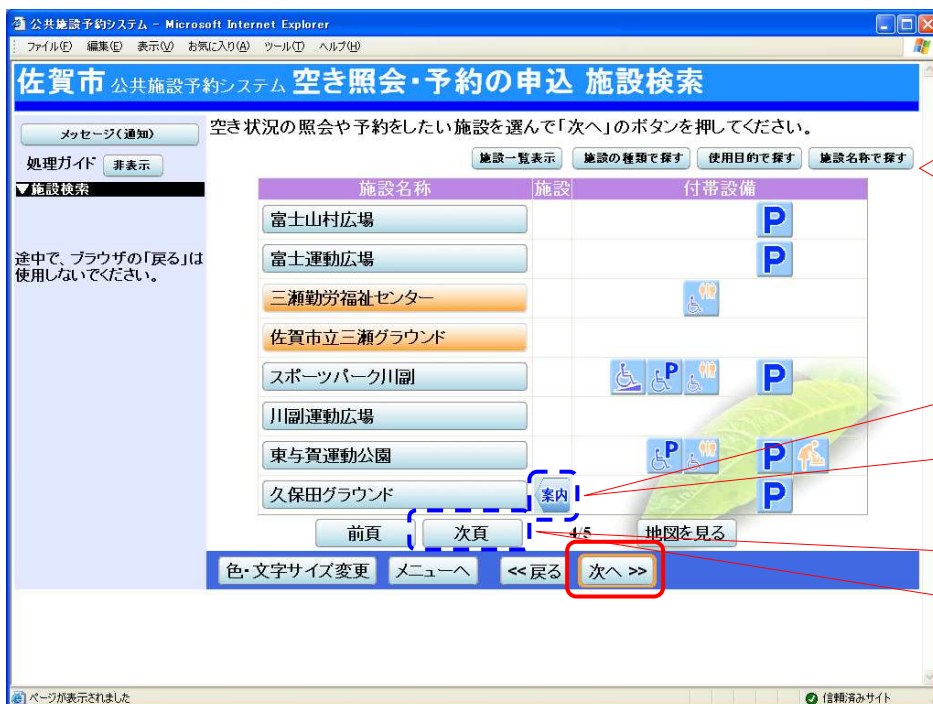 公共施設予約システム - Microsoft Internet Explorer
ファイル(F) 編集(E) 表示(V) お気に入り(A) ツール(T) ヘルプ(H)
佐賀市 公共施設予約システム 空き照会・予約の申込 施設検索
メッセージ(通知)
空き状況の照会や予約をしたい施設を選んで「次へ」のボタンを押してください。
処理ガイド 非表示
施設一覧表示 施設の種類で探す 使用目的で探す 施設名称で探す
▼施設検索
施設名称 施設 付帯設備
富士山村広場 P
途中で、ブラウザの「戻る」は
使用しないでください。
富士運動広場 P
三瀬勤労福祉センター
佐賀市立三瀬グラウンド
スポーツパーク川副 P P
川副運動広場
東与賀運動公園 P P
久保田グラウンド 案内 P
前頁 次頁 4/5 地図を見る
色・文字サイズ変更 メニューへ <<戻る 次へ >>
ページが表示されました 信頼済みサイト